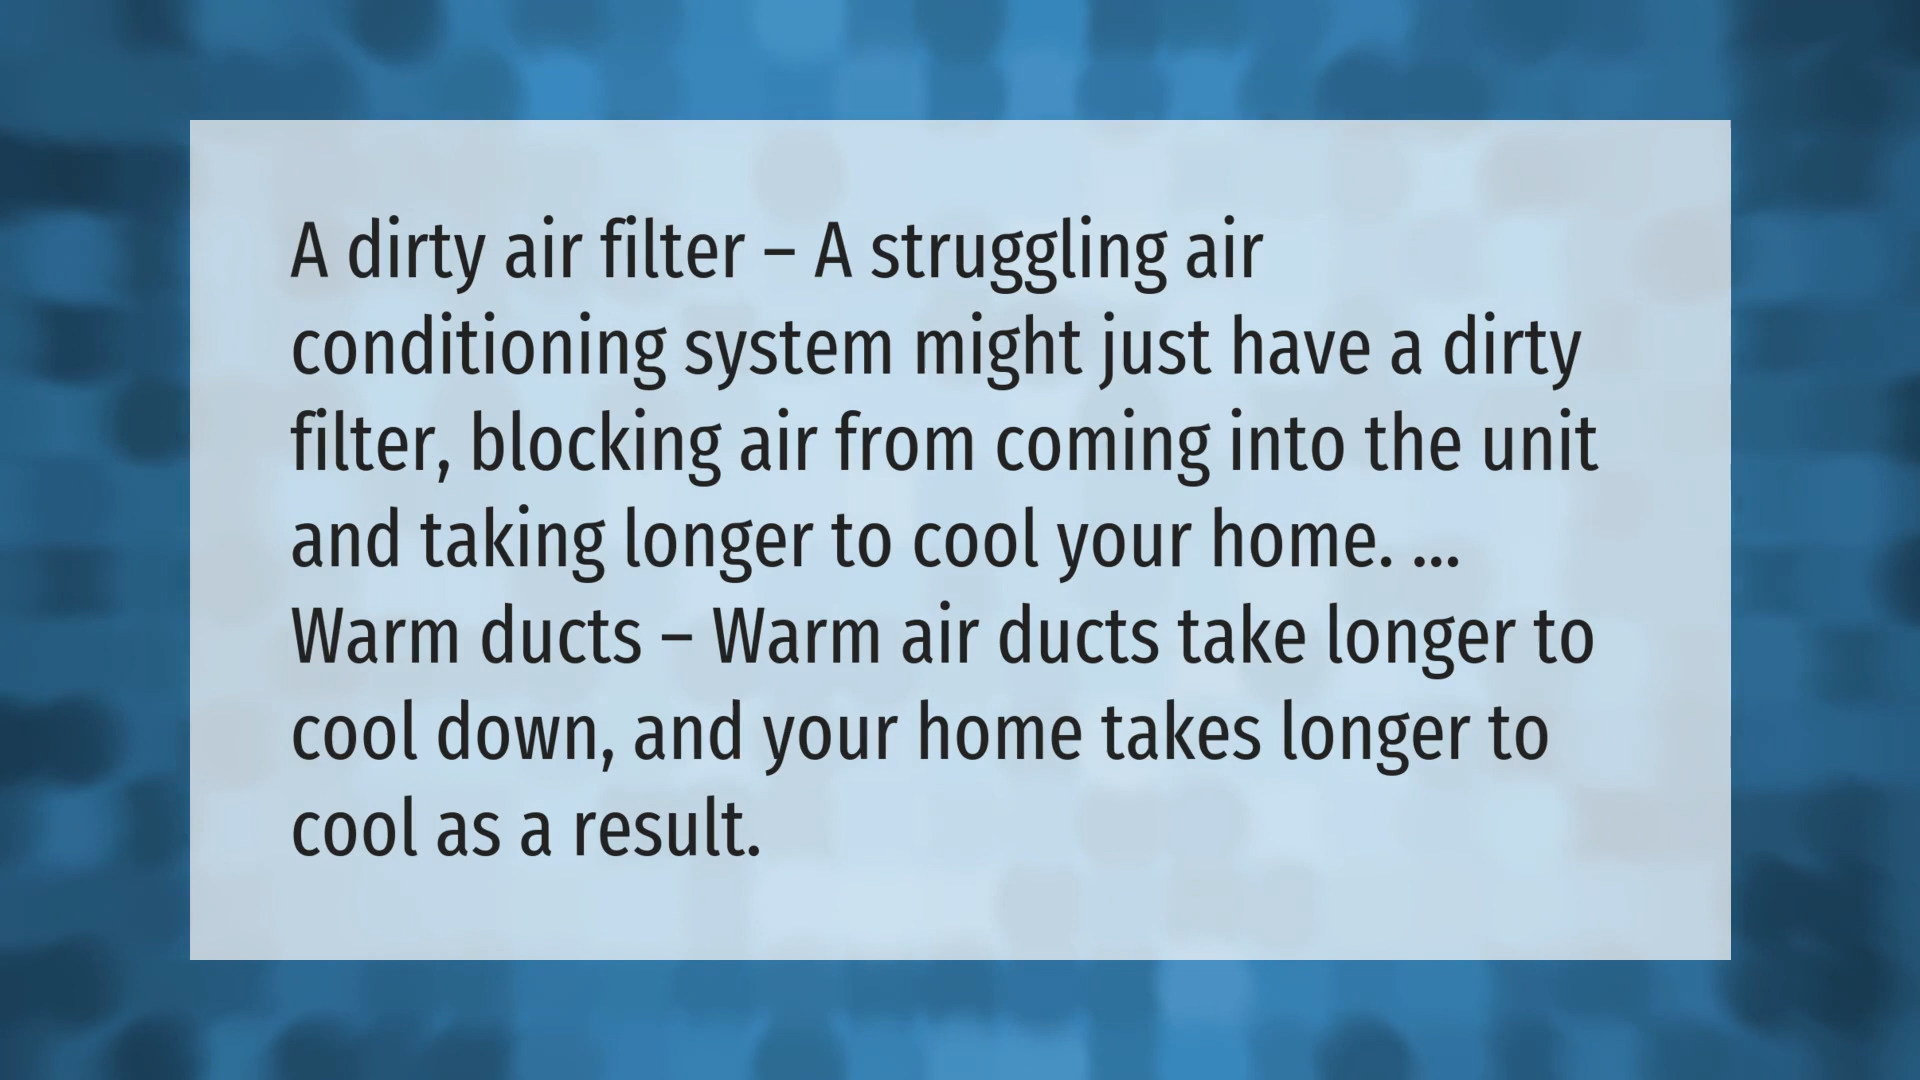 A dirty air filter – A struggling air
conditioning system might just have a dirty
filter, blocking air from coming into the unit
and taking longer to cool your home. ...
Warm ducts – Warm air ducts take longer to
cool down, and your home takes longer to
cool as a result.